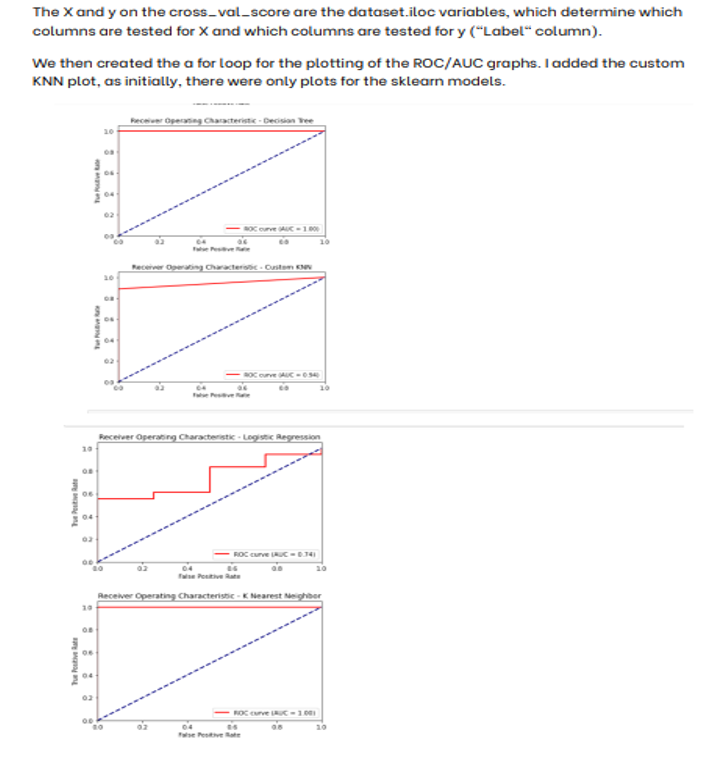 The X and y on the cross_val_score are the dataset.iloc variables, which determine which
columns are tested for X and which columns are tested for y ("Label" column).
We then created the a for loop for the plotting of the ROC/AUC graphs. I added the custom
KNN plot, as initially, there were only plots for the sklearn models.
Receiver Operating Characteristic - Decision Tree
1.0
0.8
0.6
0.4
0.2
0.0
True Positive Rate
ROC curve (AUC = 1.00)
0.0 0.2 0.4 0.6 0.8 1.0
False Positive Rate
Receiver Operating Characteristic - Custom KNN
1.0
0.8
0.6
0.4
0.2
0.0
True Positive Rate
ROC curve (AUC = 0.94)
0.0 0.2 0.4 0.6 0.8 1.0
False Positive Rate
Receiver Operating Characteristic - Logistic Regression
1.0
0.8
0.6
0.4
0.2
0.0
True Positive Rate
ROC curve (AUC = 0.74)
0.0 0.2 0.4 0.6 0.8 1.0
False Positive Rate
Receiver Operating Characteristic - K Nearest Neighbor
1.0
0.8
0.6
0.4
0.2
0.0
True Positive Rate
ROC curve (AUC = 1.00)
0.0 0.2 0.4 0.6 0.8 1.0
False Positive Rate